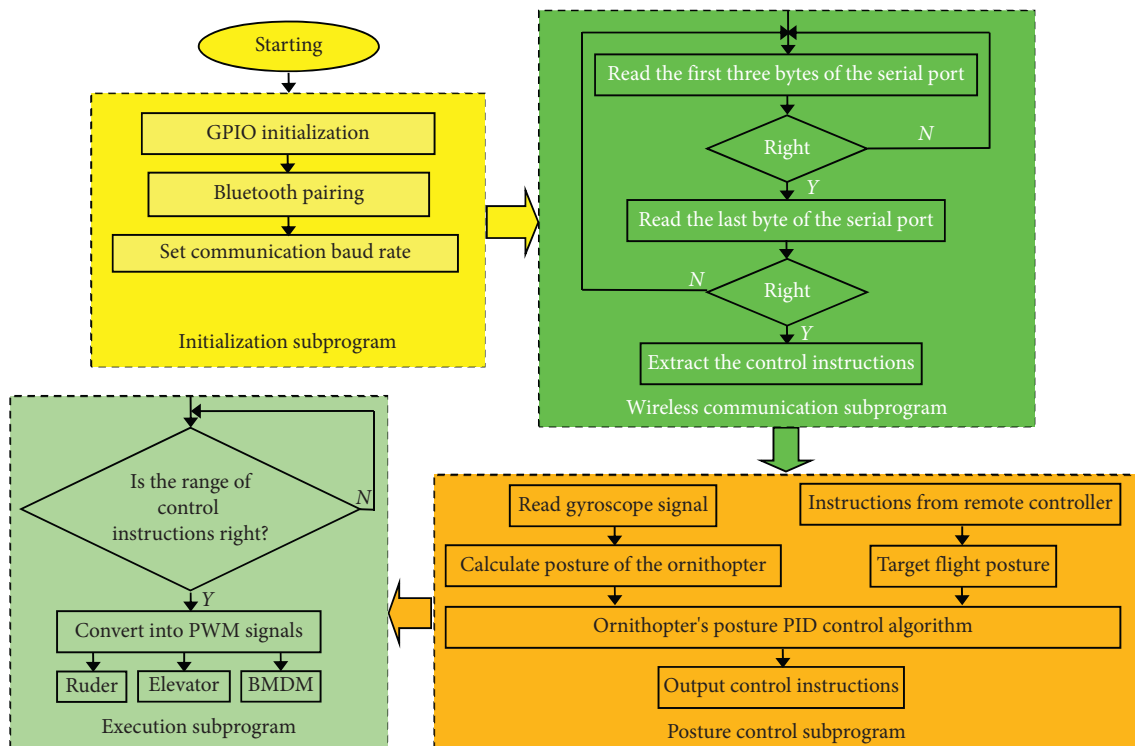 Starting
GPIO initialization
Bluetooth pairing
Set communication baud rate
Initialization subprogram
Read the first three bytes of the serial port
Right
N
Y
Read the last byte of the serial port
N
Right
Y
Extract the control instructions
Wireless communication subprogram
Read gyroscope signal
Instructions from remote controller
Calculate posture of the ornithopter
Target flight posture
Ornithopter's posture PID control algorithm
Output control instructions
Posture control subprogram
Is the range of
control
instructions right?
N
Y
Convert into PWM signals
Ruder
Elevator
BMDM
Execution subprogram